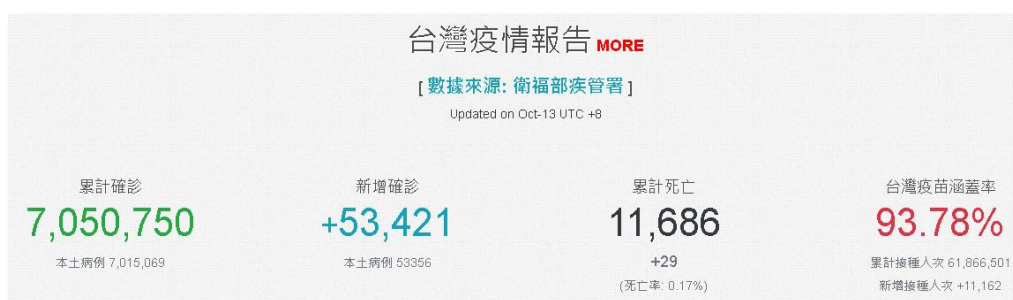 台灣疫情報告 MORE
[ 數據來源: 衛福部疾管署 ]
Updated on Oct-13 UTC +8
累計確診
7,050,750
本土病例 7,015,069
新增確診
+53,421
本土病例 53356
累計死亡
11,686
+29
(死亡率: 0.17%)
台灣疫苗涵蓋率
93.78%
累計接種人次 61,866,501
新增接種人次 +11,162